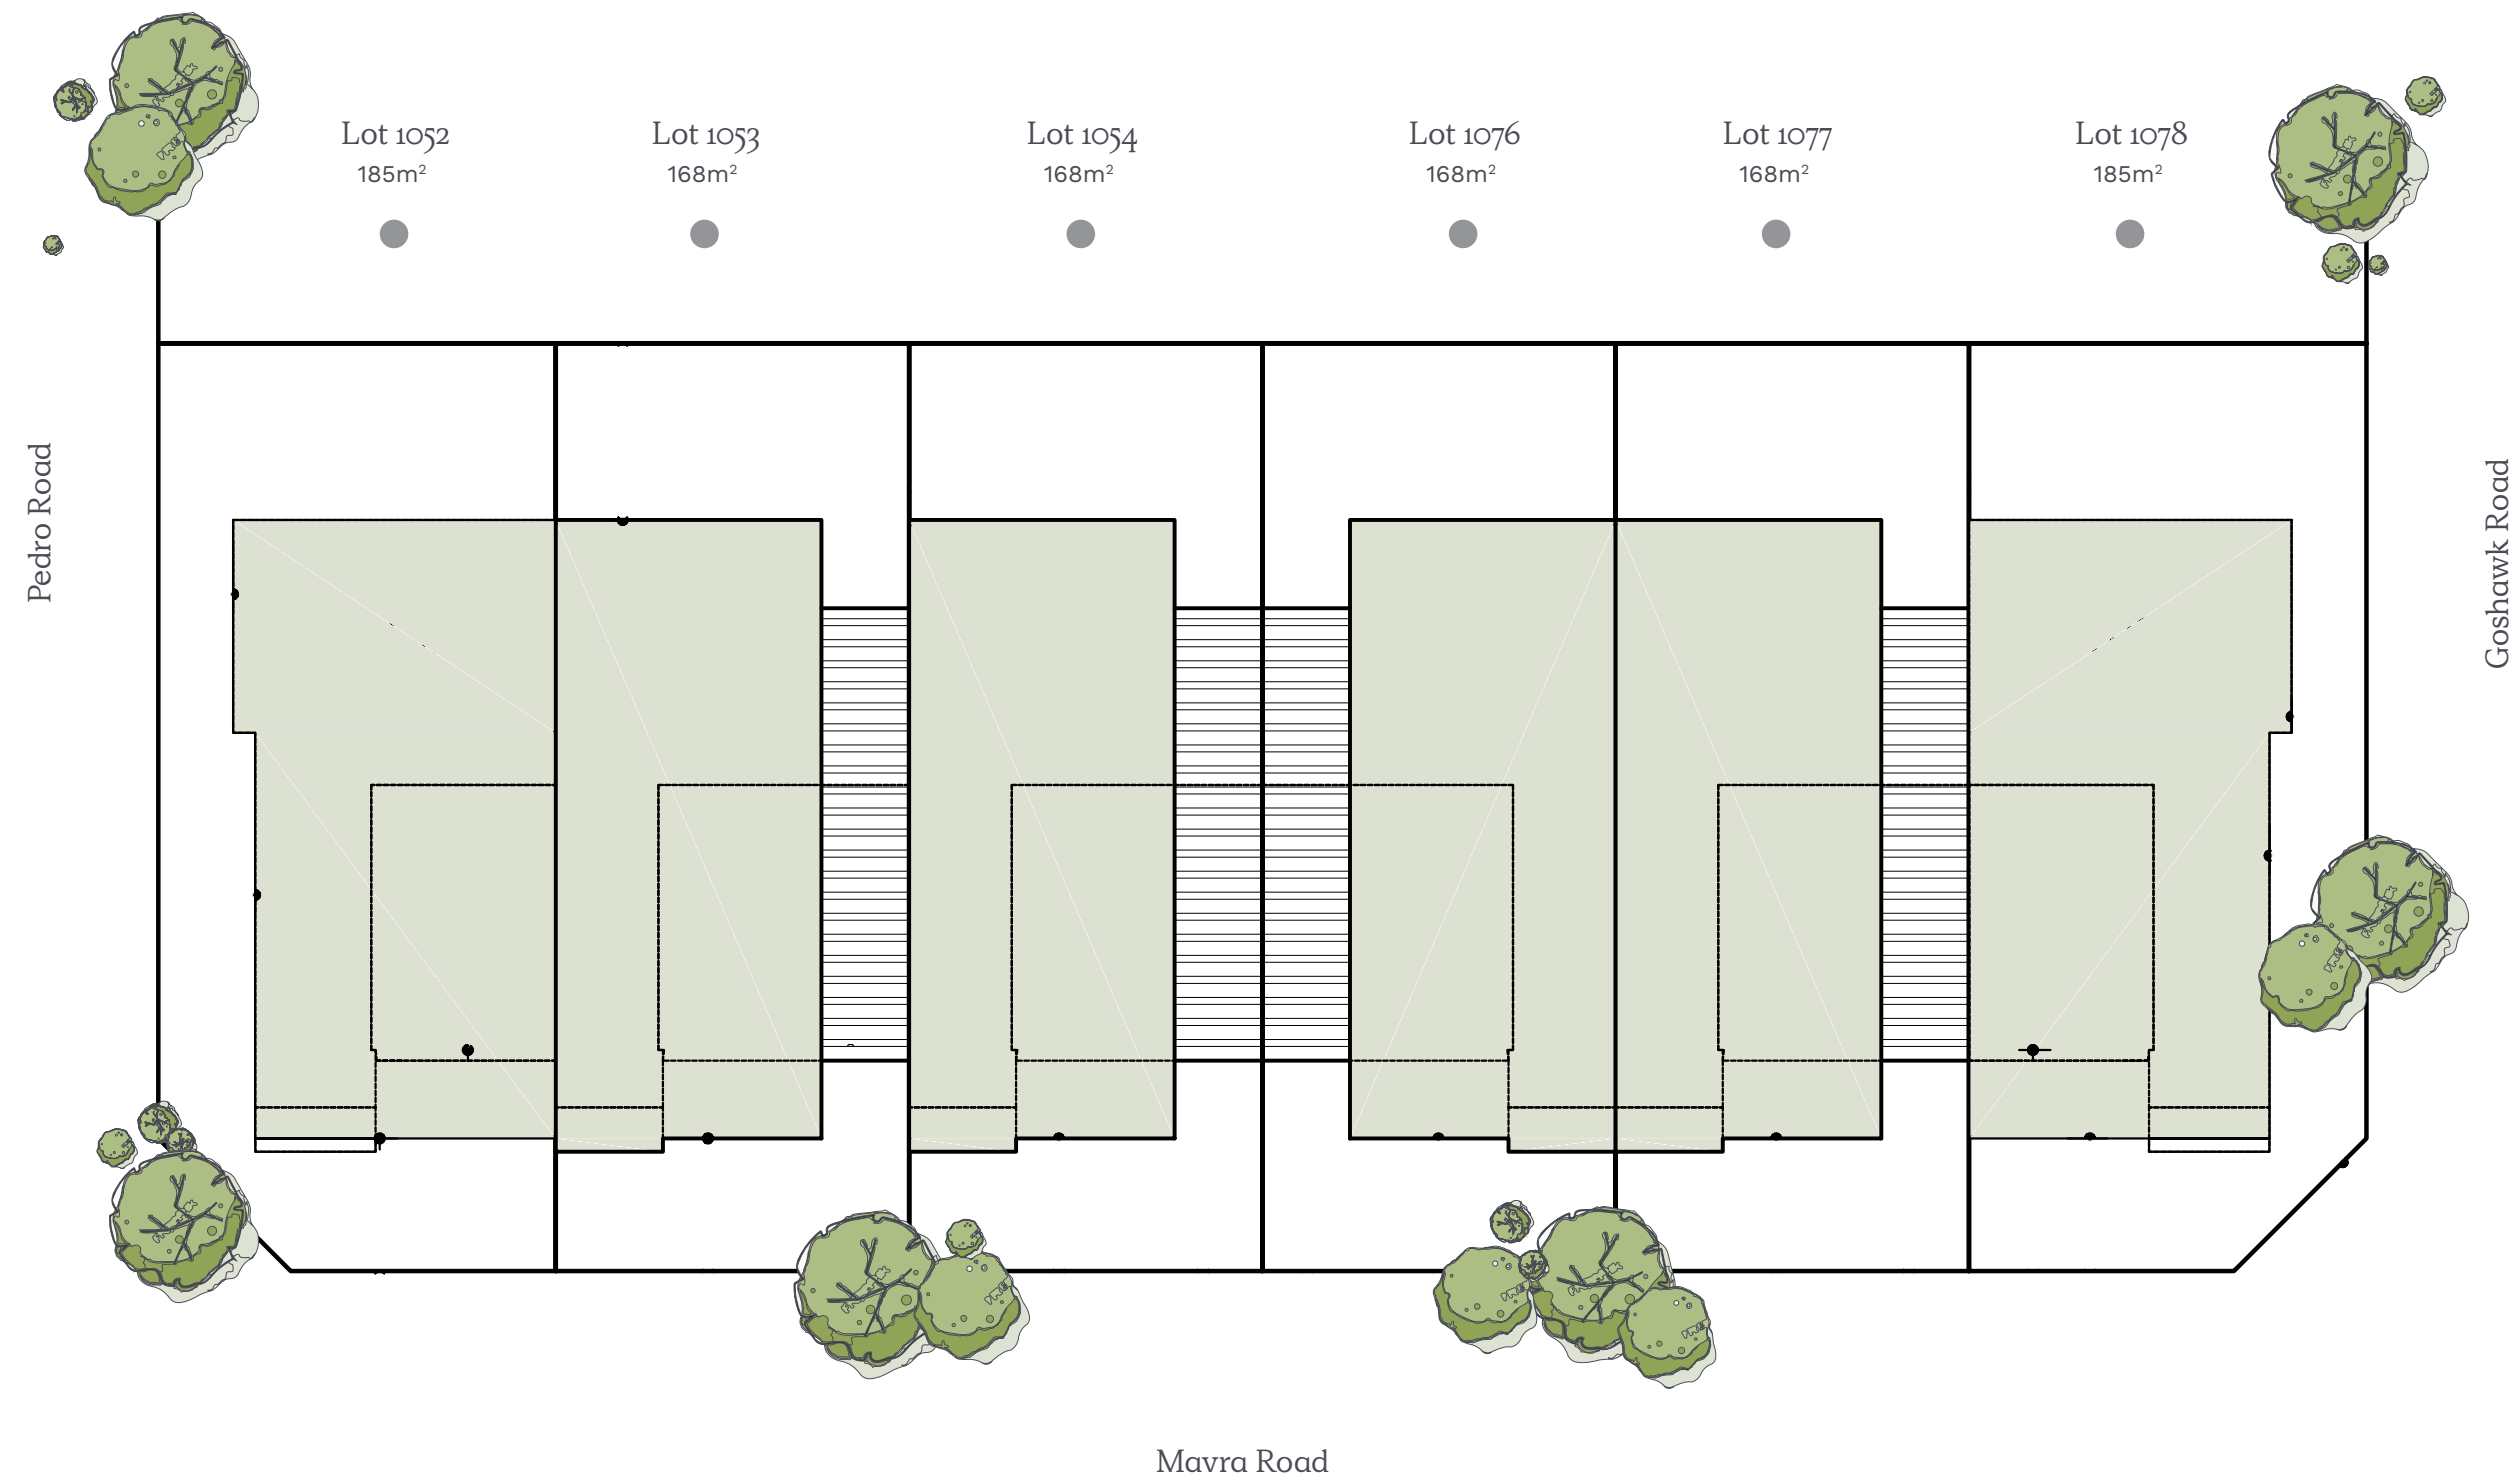 Lot 1052
185m²
Lot 1053
168m²
Lot 1054
168m²
Lot 1076
168m²
Lot 1077
168m²
Lot 1078
185m²
Pedro Road
Goshawk Road
Mavra Road